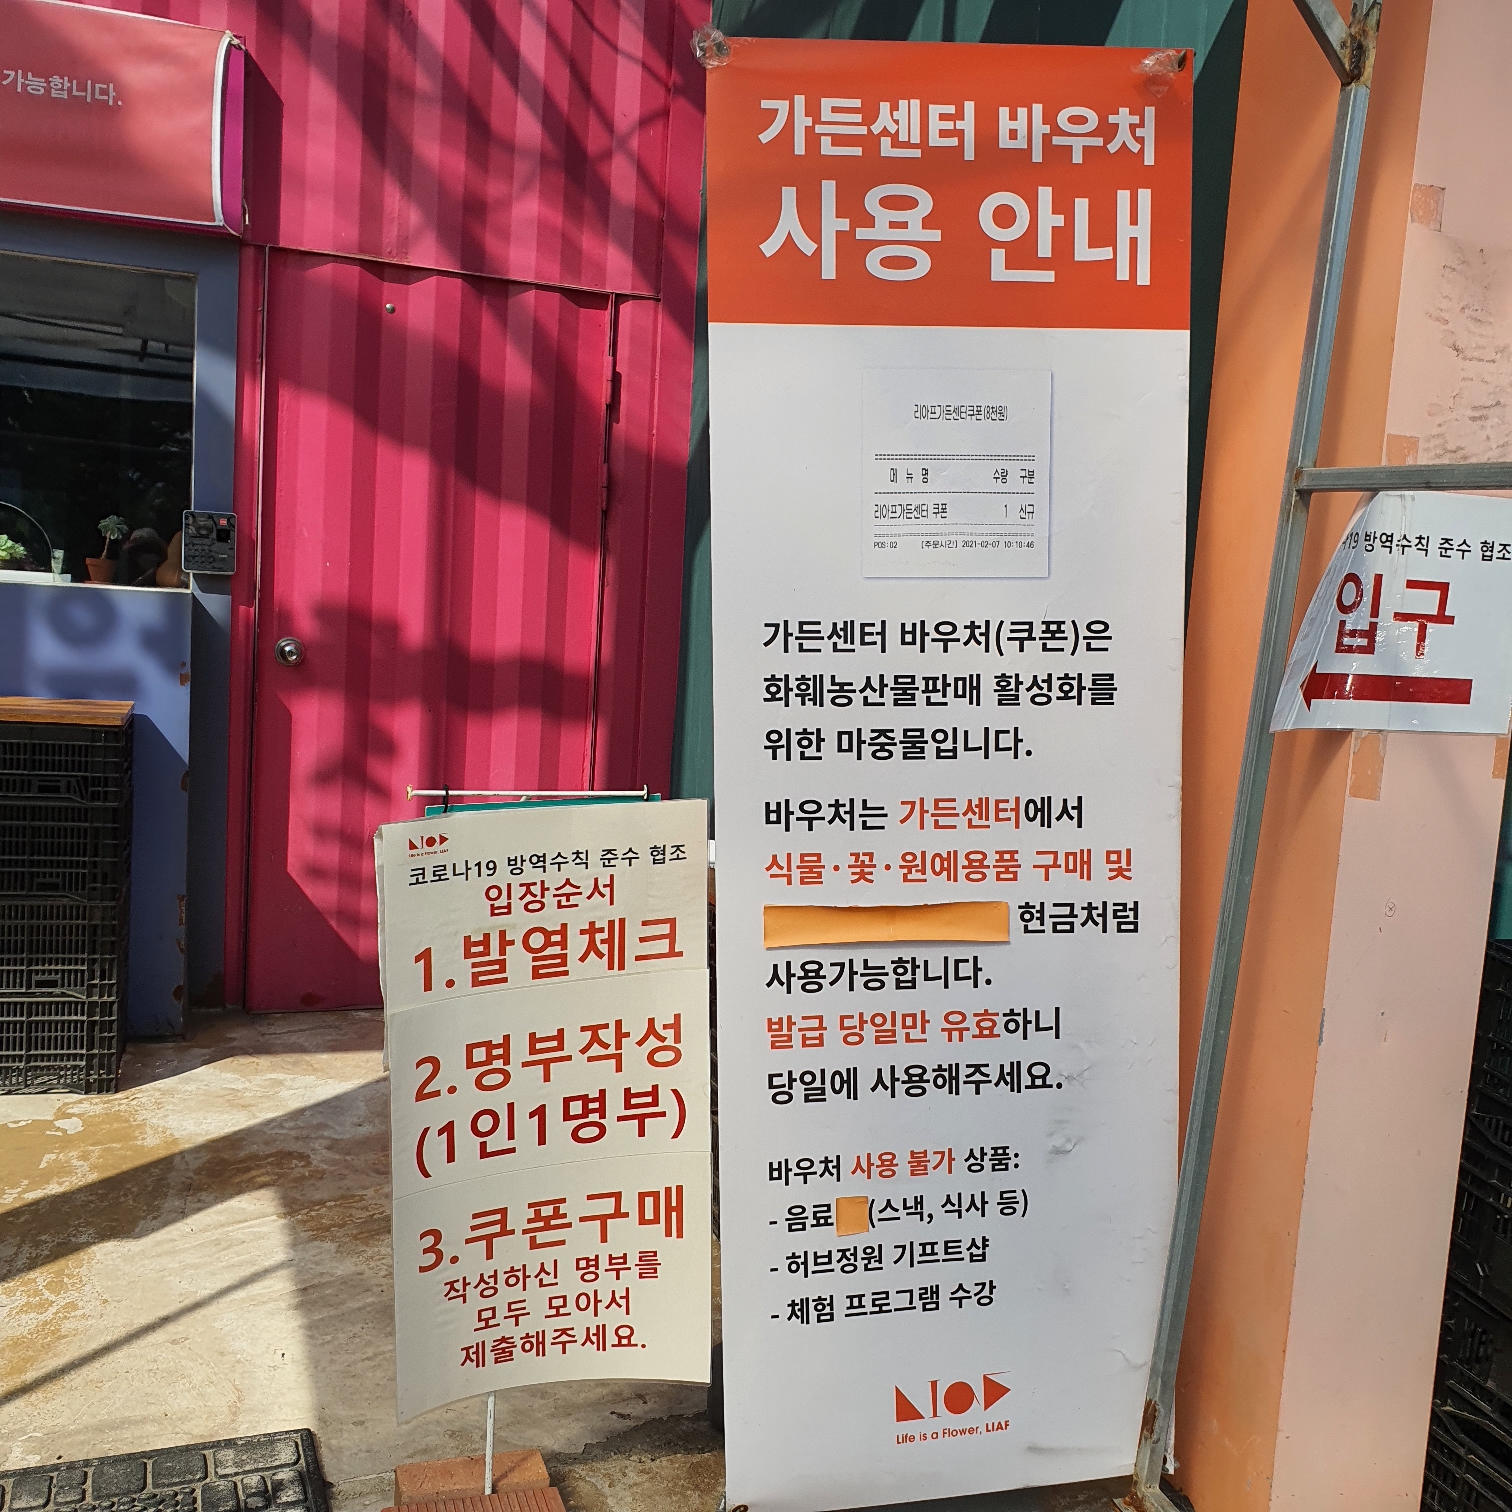 가능합니다.
가든센터 바우처
사용 안내
리아프가든센터쿠폰(8천원)
메 뉴 명 수량 구분
리아프가든센터 쿠폰 1 신규
POS:02 [주문시간] 2021-02-07 10:10:46
가든센터 바우처(쿠폰)은
화훼농산물판매 활성화를
위한 마중물입니다.
바우처는 가든센터에서
식물·꽃·원예용품 구매 및
현금처럼
사용가능합니다.
발급 당일만 유효하니
당일에 사용해주세요.
바우처 사용 불가 상품:
- 음료 (스낵, 식사 등)
- 허브정원 기프트샵
- 체험 프로그램 수강
LIAF
Life is a Flower, LIAF
LIAF
Life is a Flower, LIAF
코로나19 방역수칙 준수 협조
입장순서
1.발열체크
2.명부작성
(1인1명부)
3.쿠폰구매
작성하신 명부를
모두 모아서
제출해주세요.
19 방역수칙 준수 협조
입구